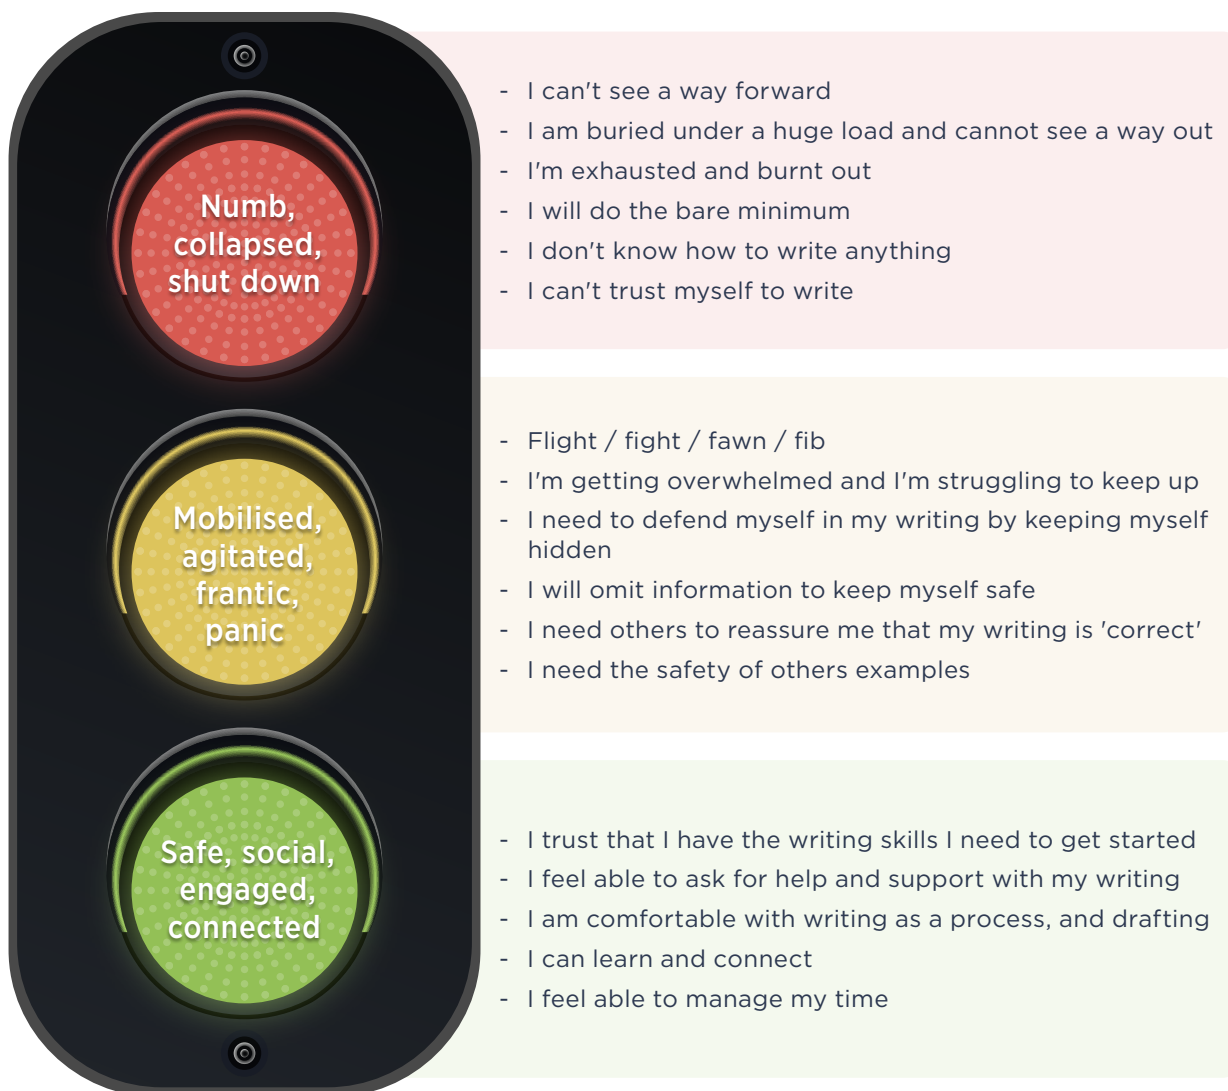 Numb,
collapsed,
shut down
- I can't see a way forward
- I am buried under a huge load and cannot see a way out
- I'm exhausted and burnt out
- I will do the bare minimum
- I don't know how to write anything
- I can't trust myself to write
Mobilised,
agitated,
frantic,
panic
- Flight / fight / fawn / fib
- I'm getting overwhelmed and I'm struggling to keep up
- I need to defend myself in my writing by keeping myself
hidden
- I will omit information to keep myself safe
- I need others to reassure me that my writing is 'correct'
- I need the safety of others examples
Safe, social,
engaged,
connected
- I trust that I have the writing skills I need to get started
- I feel able to ask for help and support with my writing
- I am comfortable with writing as a process, and drafting
- I can learn and connect
- I feel able to manage my time